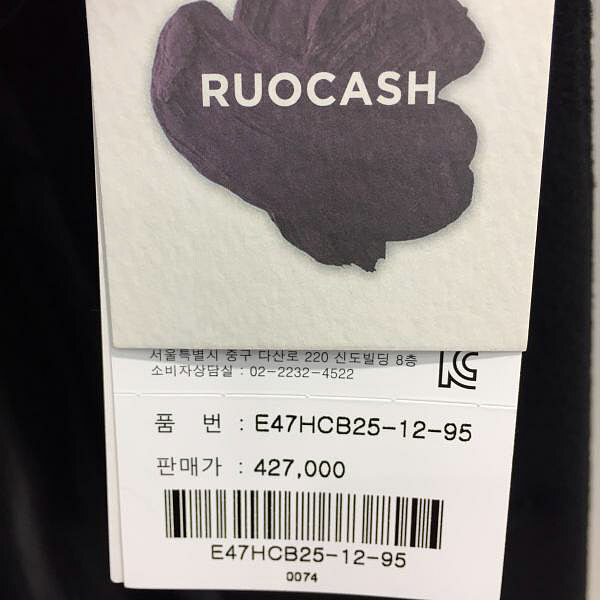 RUOCASH
서울특별시 중구 다산로 220 신도빌딩 8층
소비자상담실 : 02-2232-4522
품 번 : E47HCB25-12-95
판매가 : 427,000
E47HCB25-12-95
0074